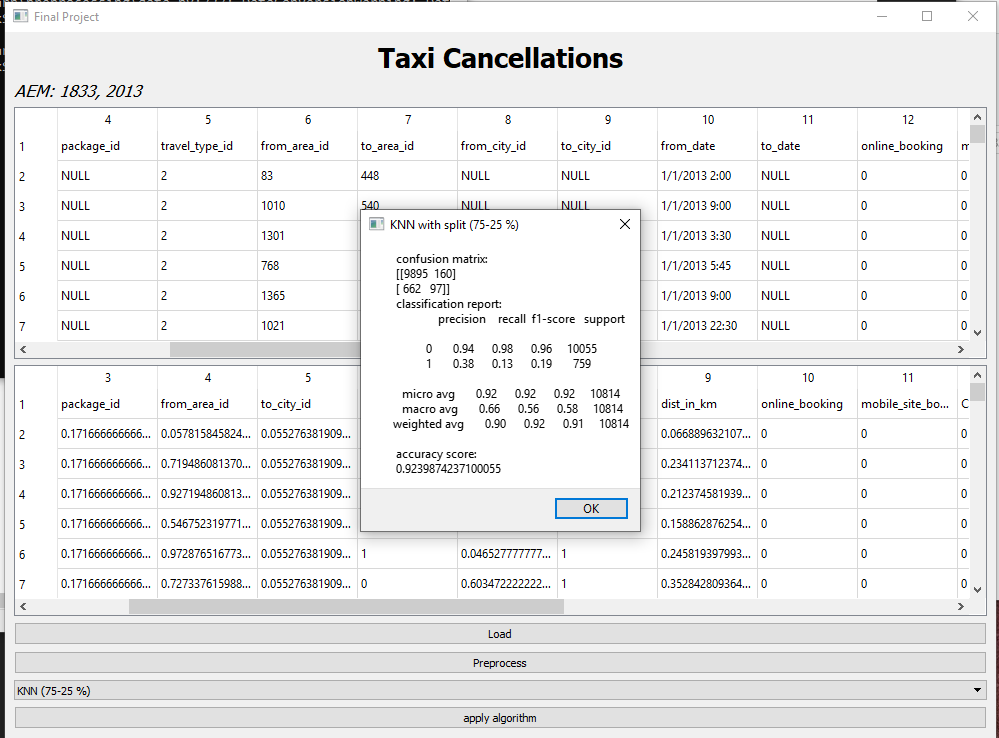 Final Project
Taxi Cancellations
AEM: 1833, 2013
4 5 6 7 8 9 10 11 12
1 package_id travel_type_id from_area_id to_area_id from_city_id to_city_id from_date to_date online_booking m
2 NULL 2 83 448 NULL NULL 1/1/2013 2:00 NULL 0 0
3 NULL 2 1010 540 NULL NULL 1/1/2013 9:00 NULL 0 0
4 NULL 2 1301 1/1/2013 3:30 NULL 0 0
5 NULL 2 768 1/1/2013 5:45 NULL 0 0
6 NULL 2 1365 1/1/2013 9:00 NULL 0 0
7 NULL 2 1021 1/1/2013 22:30 NULL 0 0
KNN with split (75-25 %)
confusion matrix:
[[9895 160]
[ 662 97]]
classification report:
precision recall f1-score support
0 0.94 0.98 0.96 10055
1 0.38 0.13 0.19 759
micro avg 0.92 0.92 0.92 10814
macro avg 0.66 0.56 0.58 10814
weighted avg 0.90 0.92 0.91 10814
accuracy score:
0.9239874237100055
OK
3 4 5 9 10 11
1 package_id from_area_id to_city_id dist_in_km online_booking mobile_site_bo... C
2 0.171666666666... 0.057815845824... 0.055276381909... 0.066889632107... 0 0
3 0.171666666666... 0.719486081370... 0.055276381909... 0.234113712374... 0 0
4 0.171666666666... 0.927194860813... 0.055276381909... 0.212374581939... 0 0
5 0.171666666666... 0.546752319771... 0.055276381909... 0.158862876254... 0 0
6 0.171666666666... 0.972876516773... 0.055276381909... 1 0.046527777777... 1 0.245819397993... 0 0
7 0.171666666666... 0.727337615988... 0.055276381909... 0 0.603472222222... 1 0.352842809364... 0 0
Load
Preprocess
KNN (75-25 %)
apply algorithm